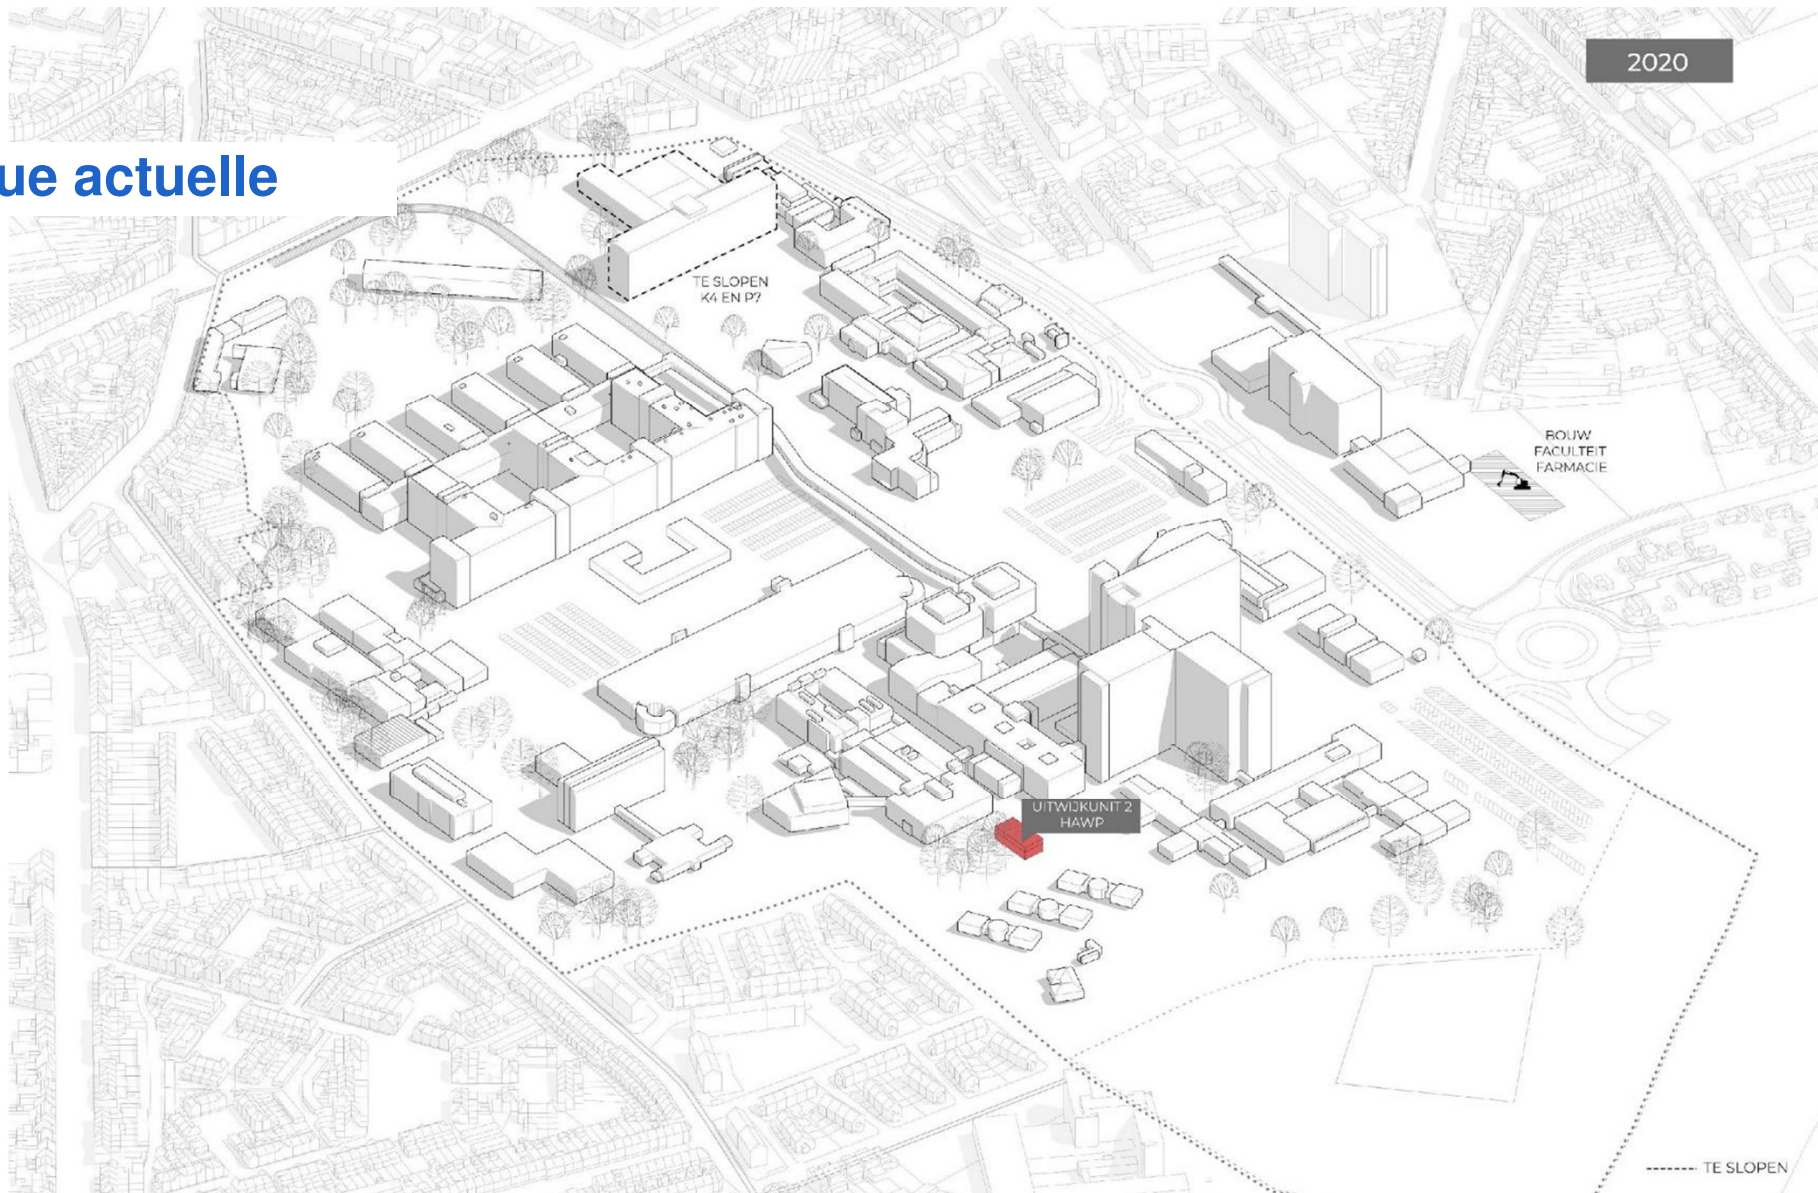 2020
ue actuelle
TE SLOPEN
K4 EN P7
BOUW
FACULTEIT
FARMACIE
UITWIJKUNIT 2
HAWP
TE SLOPEN